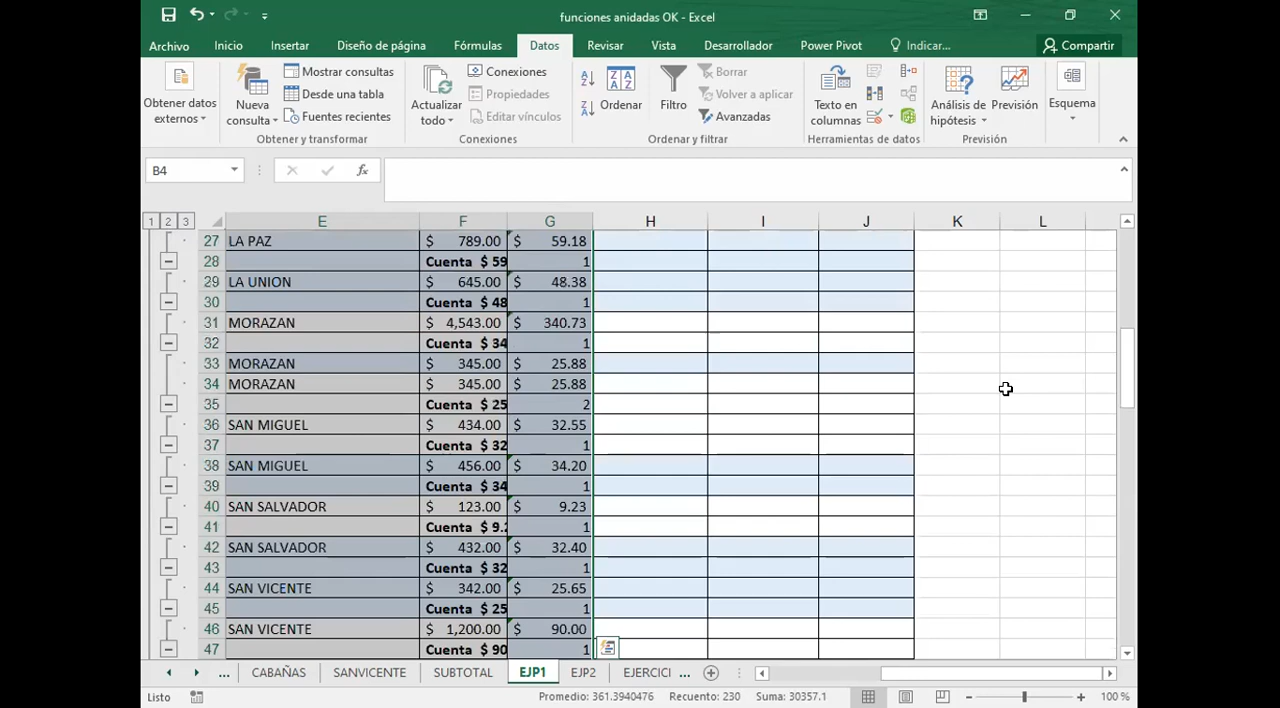 funciones anidadas OK - Excel
Archivo Inicio Insertar Diseño de página Fórmulas Datos Revisar Vista Desarrollador Power Pivot Indicar... Compartir
Obtener datos externos
Nueva consulta
Mostrar consultas
Desde una tabla
Fuentes recientes
Obtener y transformar
Actualizar todo
Conexiones
Propiedades
Editar vínculos
Conexiones
Ordenar
Filtro
Borrar
Volver a aplicar
Avanzadas
Ordenar y filtrar
Texto en columnas
Herramientas de datos
Análisis de hipótesis
Previsión
Previsión
Esquema
B4 fx
1 2 3 E F G H I J K L
27 LA PAZ $ 789.00 $ 59.18
28 Cuenta $ 59 1
29 LA UNION $ 645.00 $ 48.38
30 Cuenta $ 48 1
31 MORAZAN $ 4,543.00 $ 340.73
32 Cuenta $ 34 1
33 MORAZAN $ 345.00 $ 25.88
34 MORAZAN $ 345.00 $ 25.88
35 Cuenta $ 25 2
36 SAN MIGUEL $ 434.00 $ 32.55
37 Cuenta $ 32 1
38 SAN MIGUEL $ 456.00 $ 34.20
39 Cuenta $ 34 1
40 SAN SALVADOR $ 123.00 $ 9.23
41 Cuenta $ 9.2 1
42 SAN SALVADOR $ 432.00 $ 32.40
43 Cuenta $ 32 1
44 SAN VICENTE $ 342.00 $ 25.65
45 Cuenta $ 25 1
46 SAN VICENTE $ 1,200.00 $ 90.00
47 Cuenta $ 90 1
... CABAÑAS SANVICENTE SUBTOTAL EJP1 EJP2 EJERCICI ...
Listo Promedio: 361.3940476 Recuento: 230 Suma: 30357.1 100 %